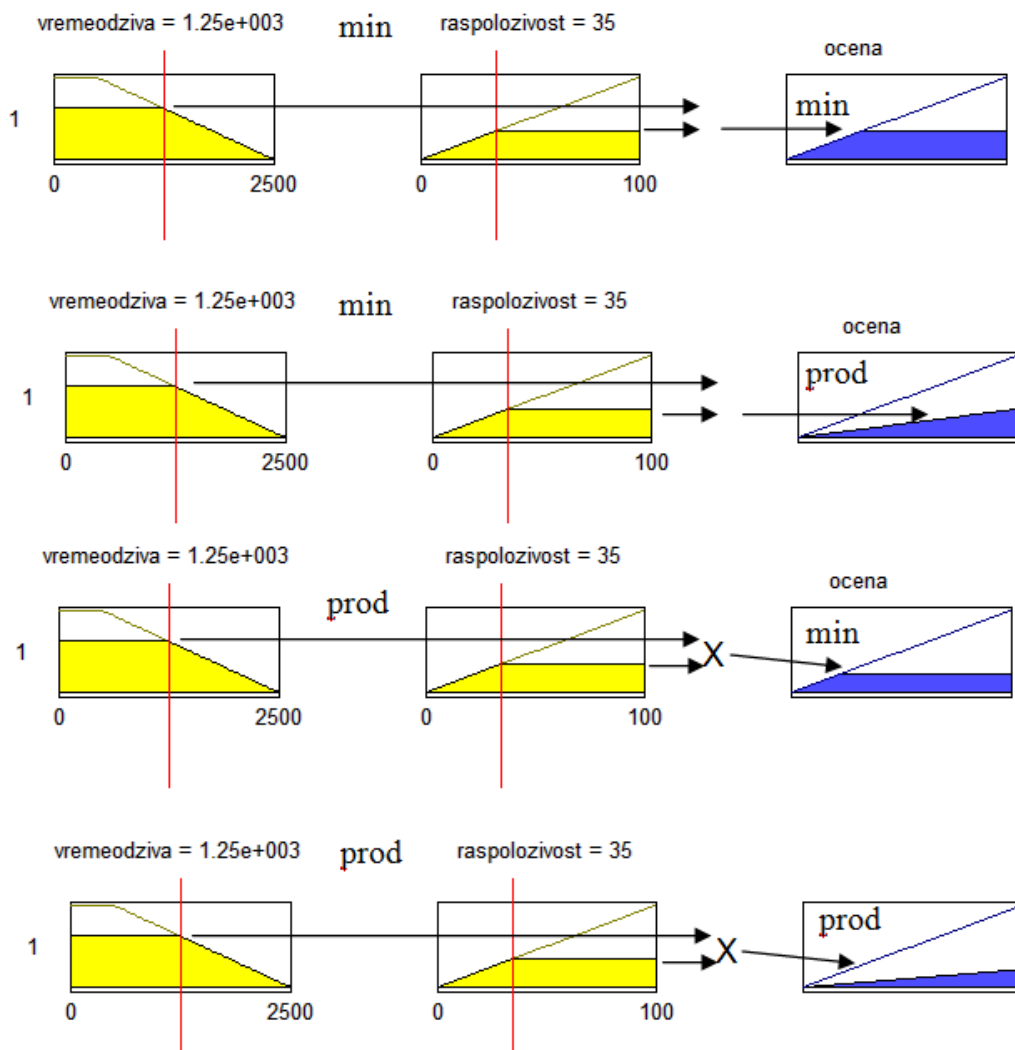 vremeodziva = 1.25e+003 min raspolozivost = 35
ocena
min
1
0 2500 0 100
vremeodziva = 1.25e+003 min raspolozivost = 35
ocena
prod
1
0 2500 0 100
vremeodziva = 1.25e+003 raspolozivost = 35
ocena
prod
min
1
X
0 2500 0 100
vremeodziva = 1.25e+003 prod raspolozivost = 35
prod
1
X
0 2500 0 100